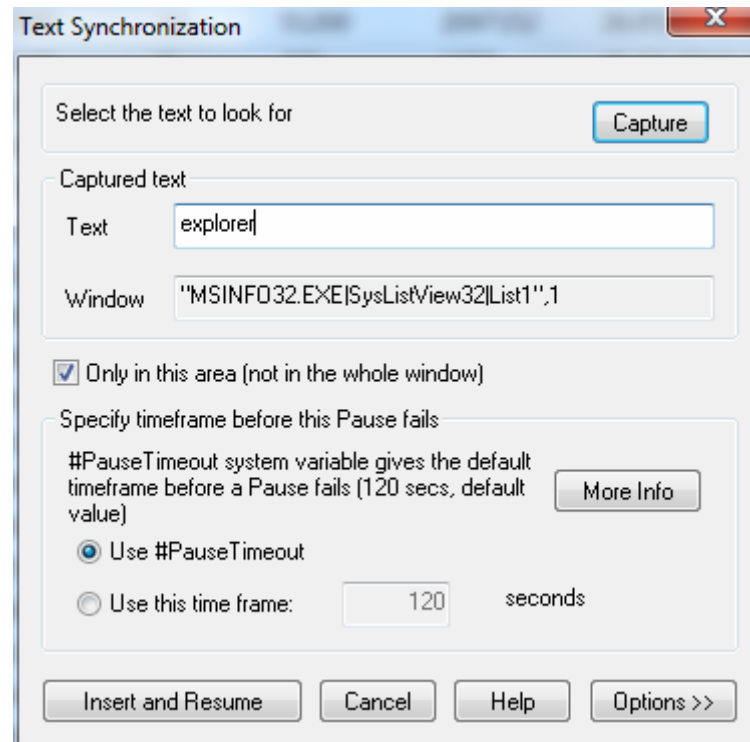 Text Synchronization
Select the text to look for
Capture
Captured text
Text explorer
Window "MSINFO32.EXE|SysListView32|List1",1
Only in this area (not in the whole window)
Specify timeframe before this Pause fails
#PauseTimeout system variable gives the default
timeframe before a Pause fails (120 secs, default
value)
More Info
Use #PauseTimeout
Use this time frame: 120 seconds
Insert and Resume Cancel Help Options >>